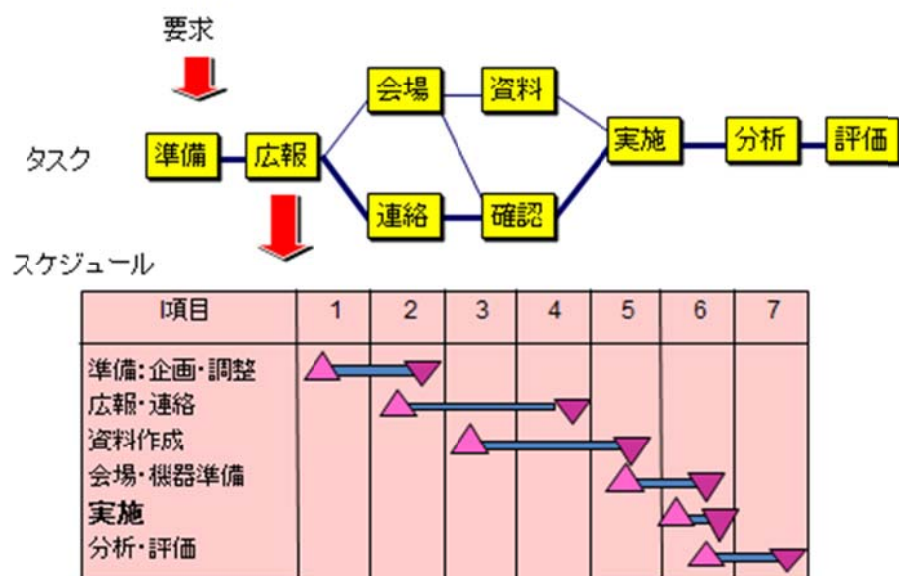 要求
会場 資料
タスク 準備 広報 実施 分析 評価
連絡 確認
スケジュール
I項目 1 2 3 4 5 6 7
準備:企画・調整
広報・連絡
資料作成
会場・機器準備
実施
分析・評価